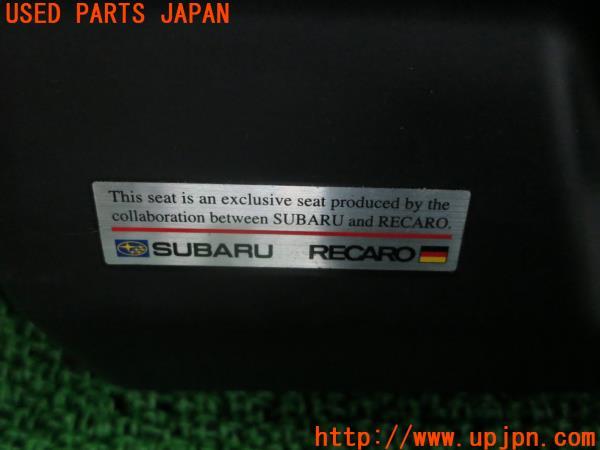 USED PARTS JAPAN
This seat is an exclusive seat produced by the
collaboration between SUBARU and RECARO.
SUBARU RECARO
http://www.upjpn.com/